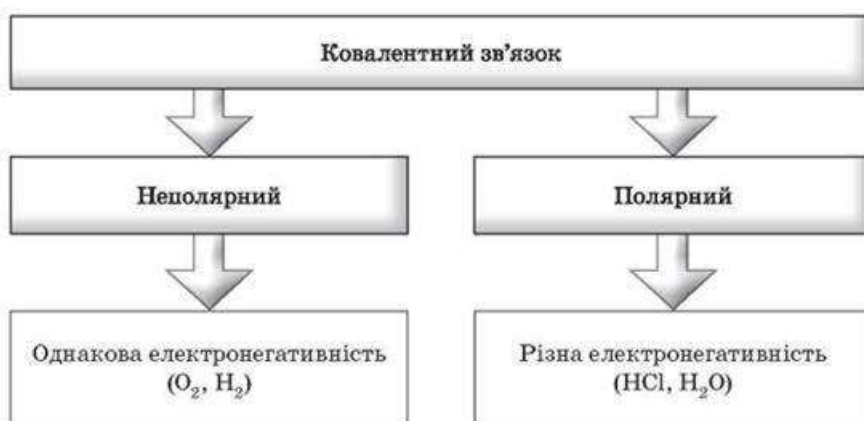 Ковалентний зв'язок
Неполярний
Полярний
Однакова електронегативність
(O₂, H₂)
Різна електронегативність
(HCl, H₂O)